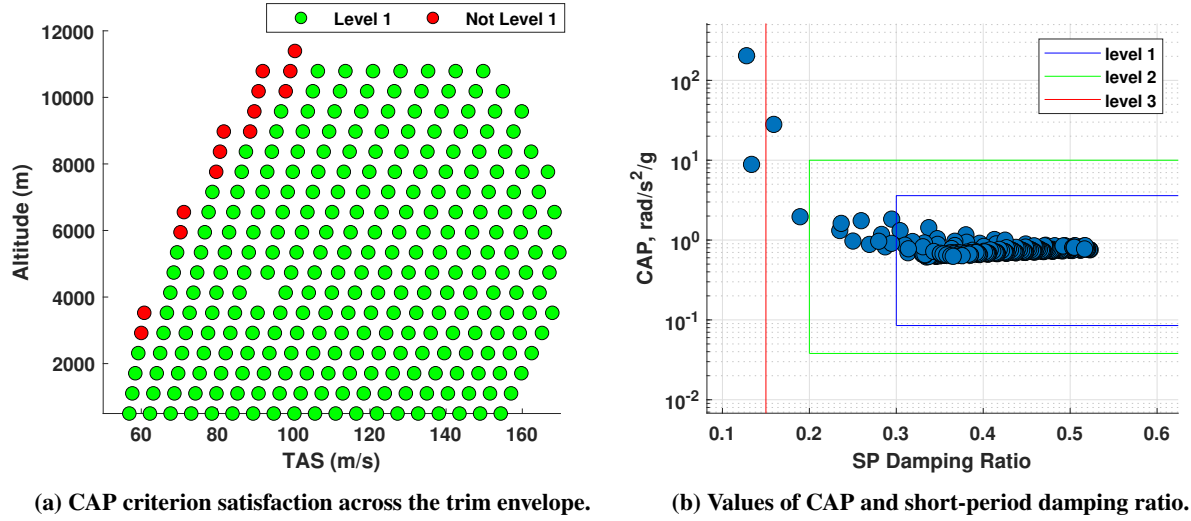 Level 1
Not Level 1
12000
10000
8000
6000
4000
2000
Altitude (m)
60
80
100
120
140
160
TAS (m/s)
(a) CAP criterion satisfaction across the trim envelope.
level 1
level 2
level 3
10^2
10^1
10^0
10^-1
10^-2
CAP, rad/s^2/g
0.1
0.2
0.3
0.4
0.5
0.6
SP Damping Ratio
(b) Values of CAP and short-period damping ratio.